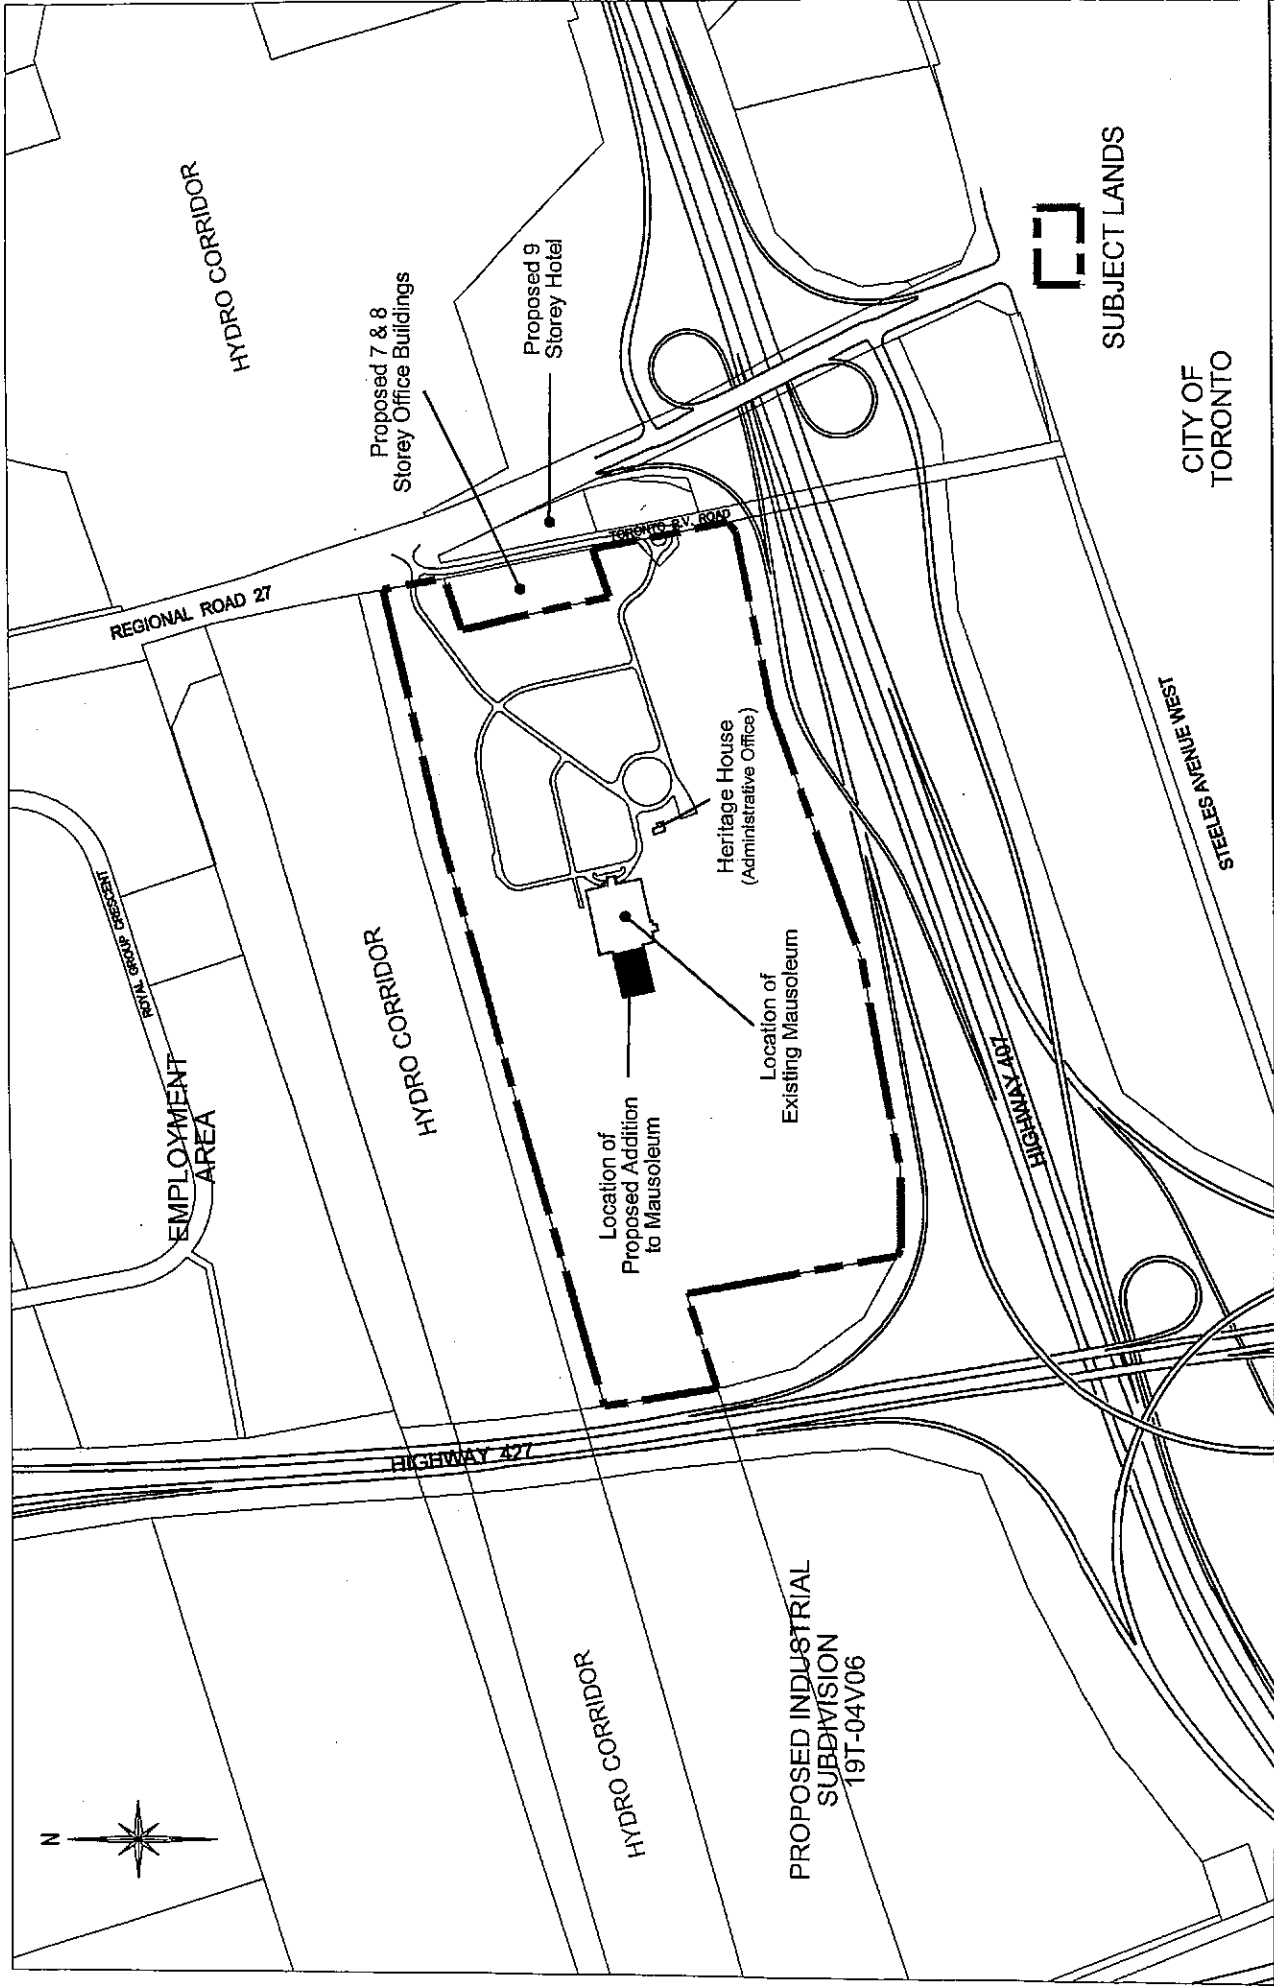 N
HYDRO CORRIDOR
EMPLOYMENT
AREA
ROYAL GROUP CRESCENT
REGIONAL ROAD 27
HYDRO CORRIDOR
Proposed 7 & 8
Storey Office Buildings
Proposed 9
Storey Hotel
HYDRO CORRIDOR
HIGHWAY 427
Location of
Proposed Addition
to Mausoleum
Location of
Existing Mausoleum
Heritage House
(Administrative Office)
TORONTO R.V. ROAD
PROPOSED INDUSTRIAL
SUBDIVISION
19T-04V06
HIGHWAY 407
STEELES AVENUE WEST
CITY OF
TORONTO
SUBJECT LANDS